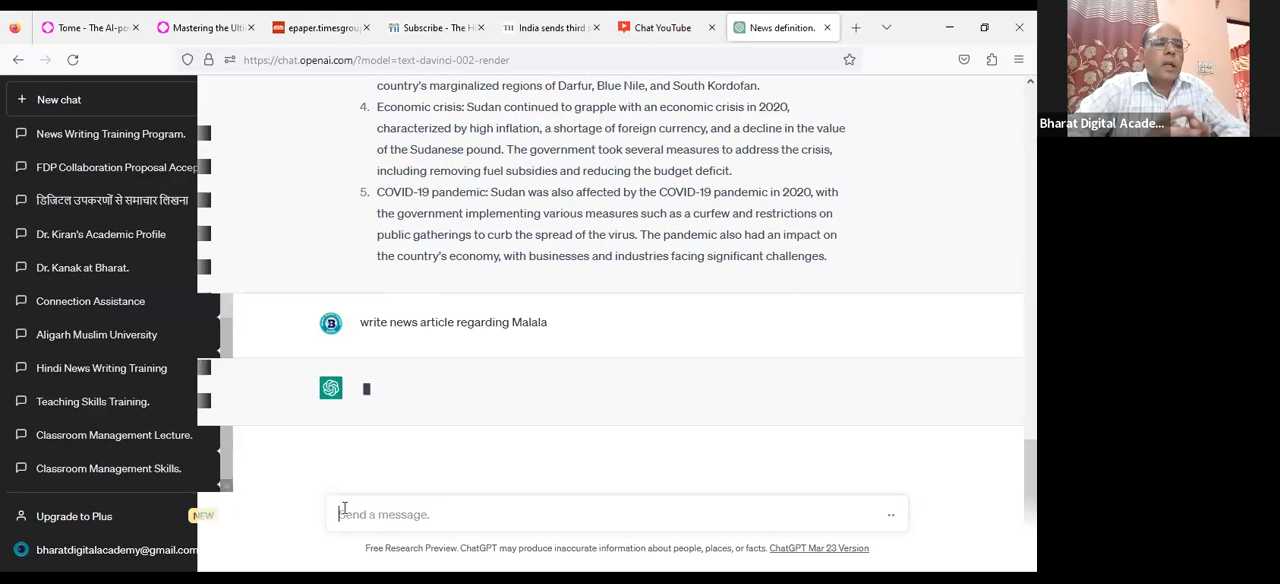 Tome - The AI-po
Mastering the Ulti
epaper.timesgrou
Subscribe - The Hi
India sends third s
Chat YouTube
News definition.
https://chat.openai.com/?model=text-davinci-002-render
New chat
News Writing Training Program.
FDP Collaboration Proposal Accep
डिजिटल उपकरणों से समाचार लिखना
Dr. Kiran's Academic Profile
Dr. Kanak at Bharat.
Connection Assistance
Aligarh Muslim University
Hindi News Writing Training
Teaching Skills Training.
Classroom Management Lecture.
Classroom Management Skills.
Upgrade to Plus
NEW
bharatdigitalacademy@gmail.com
country's marginalized regions of Darfur, Blue Nile, and South Kordofan.
4. Economic crisis: Sudan continued to grapple with an economic crisis in 2020,
characterized by high inflation, a shortage of foreign currency, and a decline in the value
of the Sudanese pound. The government took several measures to address the crisis,
including removing fuel subsidies and reducing the budget deficit.
5. COVID-19 pandemic: Sudan was also affected by the COVID-19 pandemic in 2020, with
the government implementing various measures such as a curfew and restrictions on
public gatherings to curb the spread of the virus. The pandemic also had an impact on
the country's economy, with businesses and industries facing significant challenges.
write news article regarding Malala
Send a message.
Free Research Preview. ChatGPT may produce inaccurate information about people, places, or facts. ChatGPT Mar 23 Version
Bharat Digital Acade...